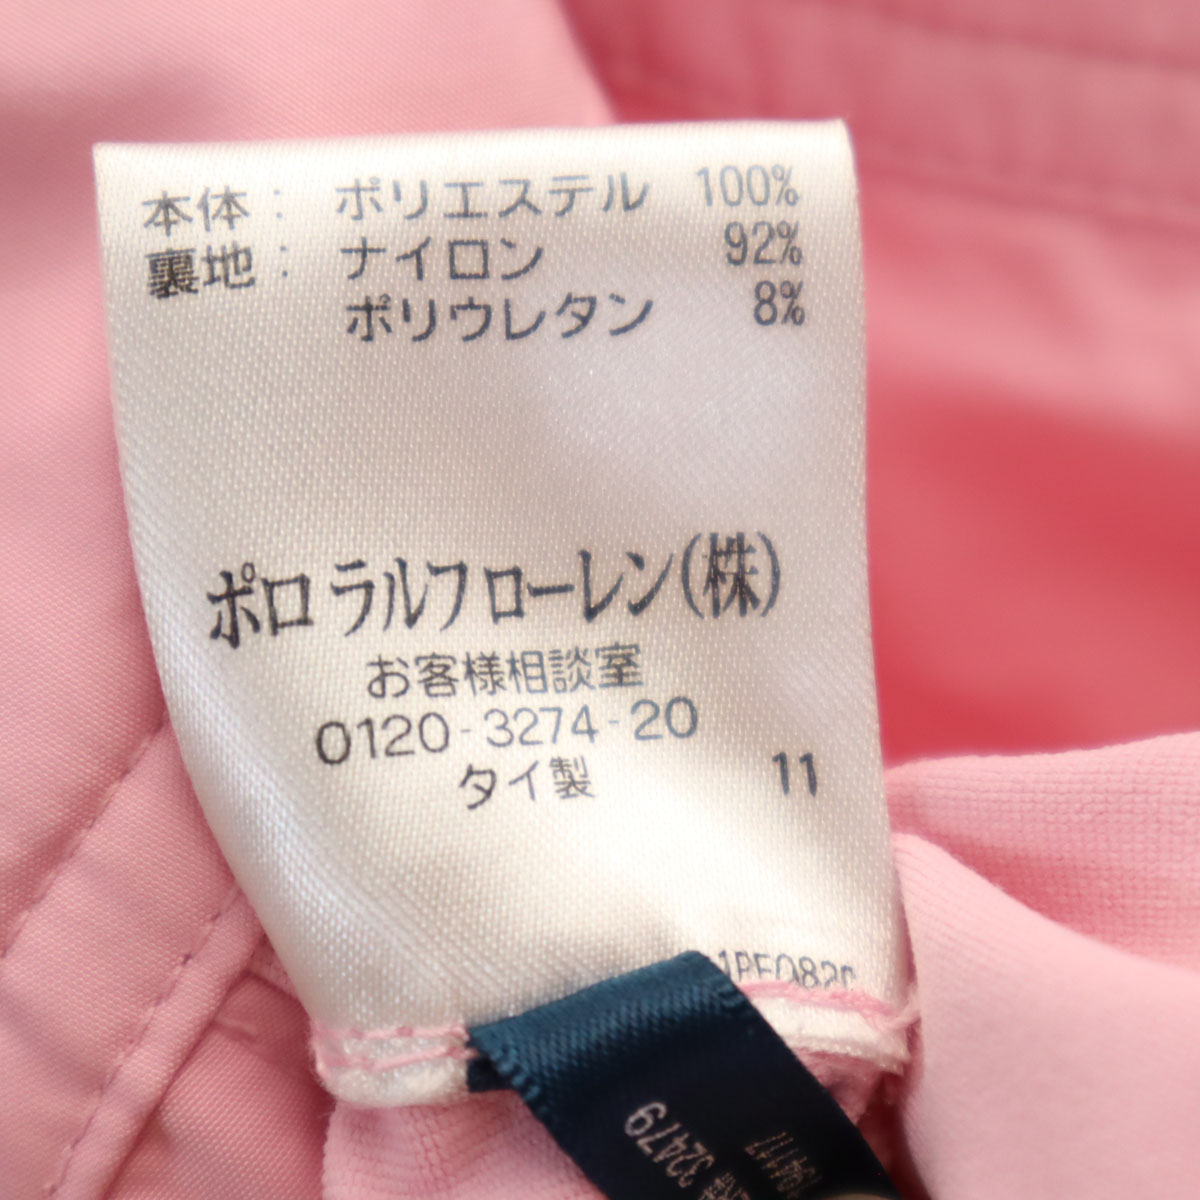 本体: ポリエステル 100%
裏地: ナイロン 92%
ポリウレタン 8%
ポロ ラルフ ローレン(株)
お客様相談室
0120-3274-20
タイ製 11
32479